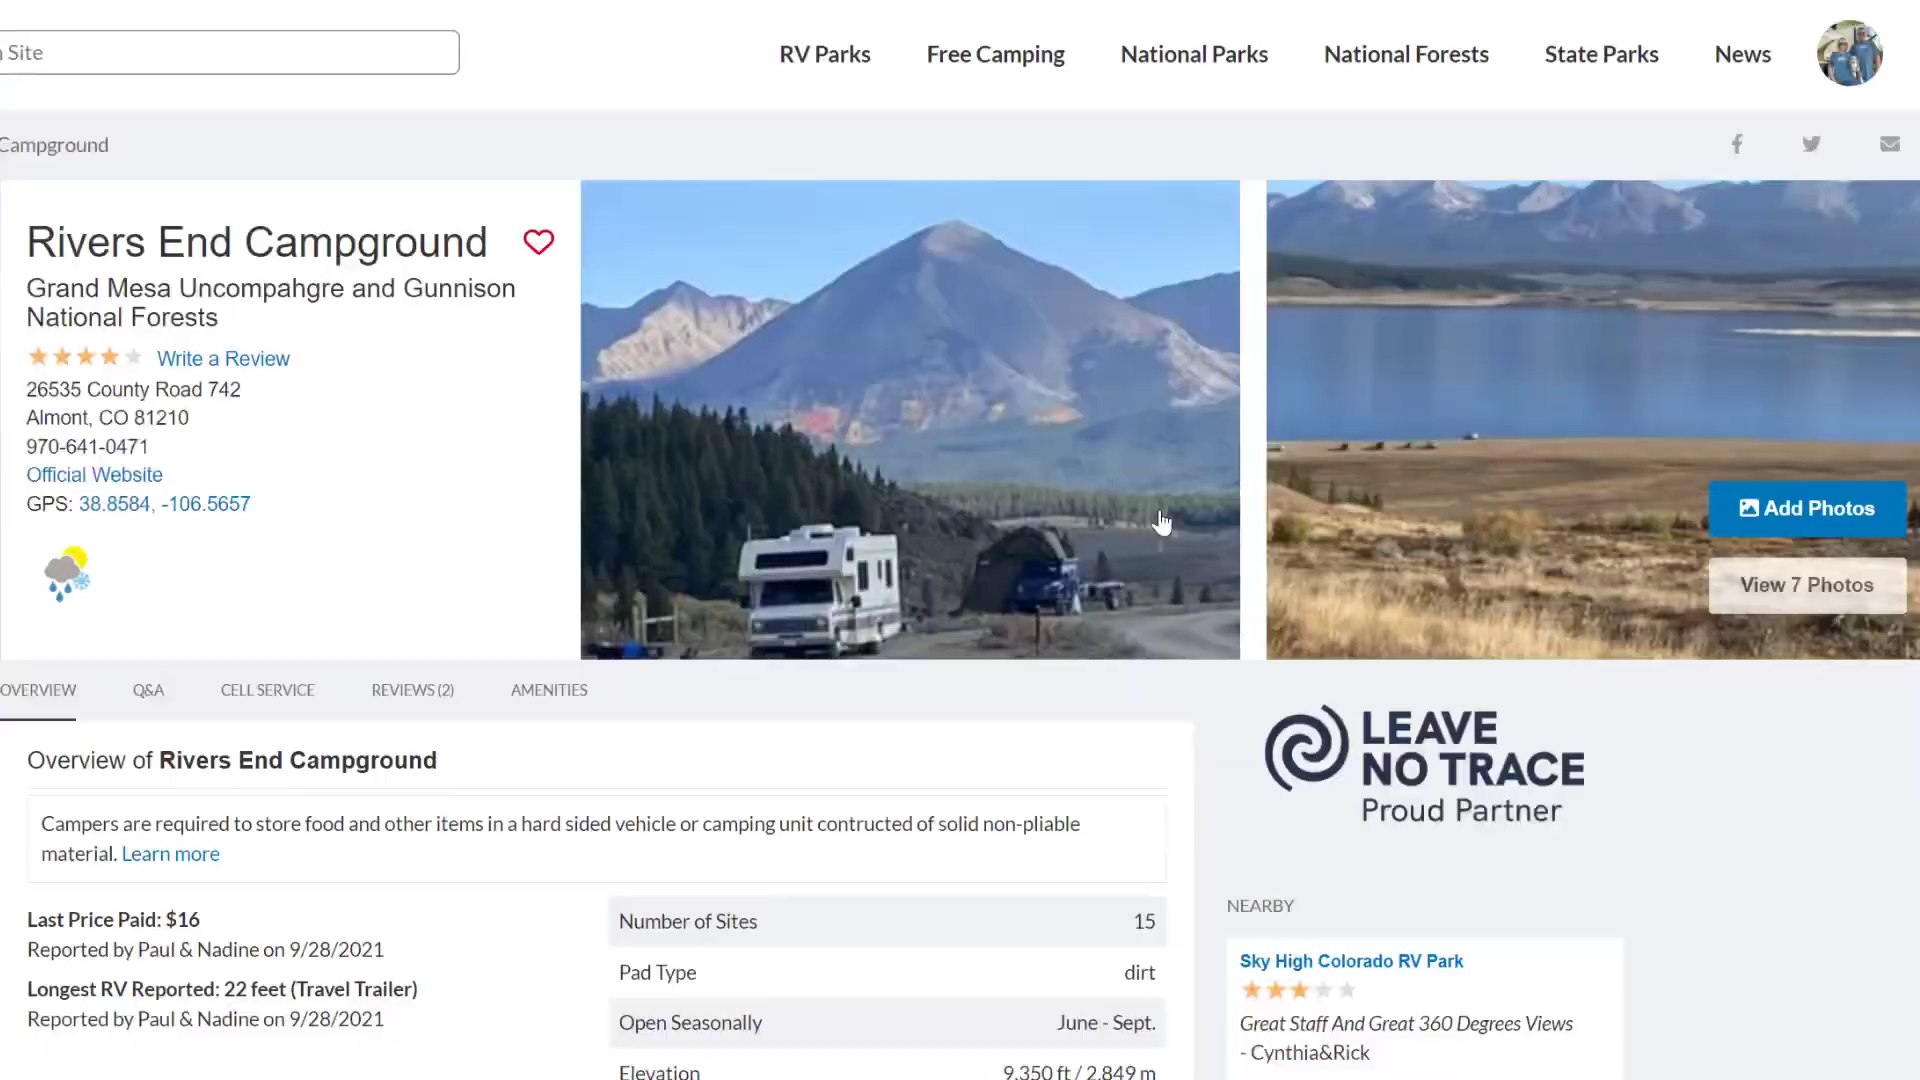 Site
RV Parks
Free Camping
National Parks
National Forests
State Parks
News
Campground
Rivers End Campground
Grand Mesa Uncompahgre and Gunnison
National Forests
Write a Review
26535 County Road 742
Almont, CO 81210
970-641-0471
Official Website
GPS: 38.8584, -106.5657
Add Photos
View 7 Photos
OVERVIEW
Q&A
CELL SERVICE
REVIEWS (2)
AMENITIES
LEAVE
NO TRACE
Proud Partner
Overview of Rivers End Campground
Campers are required to store food and other items in a hard sided vehicle or camping unit contructed of solid non-pliable
material. Learn more
Last Price Paid: $16
Reported by Paul & Nadine on 9/28/2021
Longest RV Reported: 22 feet (Travel Trailer)
Reported by Paul & Nadine on 9/28/2021
Number of Sites 15
Pad Type dirt
Open Seasonally June - Sept.
Elevation 9,350 ft / 2,849 m
NEARBY
Sky High Colorado RV Park
Great Staff And Great 360 Degrees Views
- Cynthia&Rick